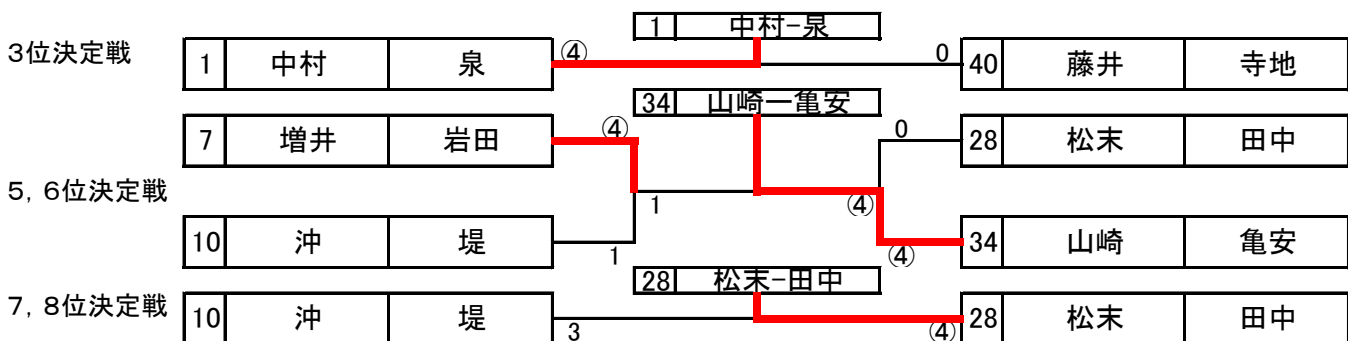 1 中村−泉
3位決定戦 1 中村 泉 ④ 0 40 藤井 寺地
34 山崎ー亀安
7 増井 岩田 ④ 0 28 松末 田中
5，6位決定戦 1 ④
10 沖 堤 1 ④ 34 山崎 亀安
28 松末−田中
7，8位決定戦 10 沖 堤 3 ④ 28 松末 田中